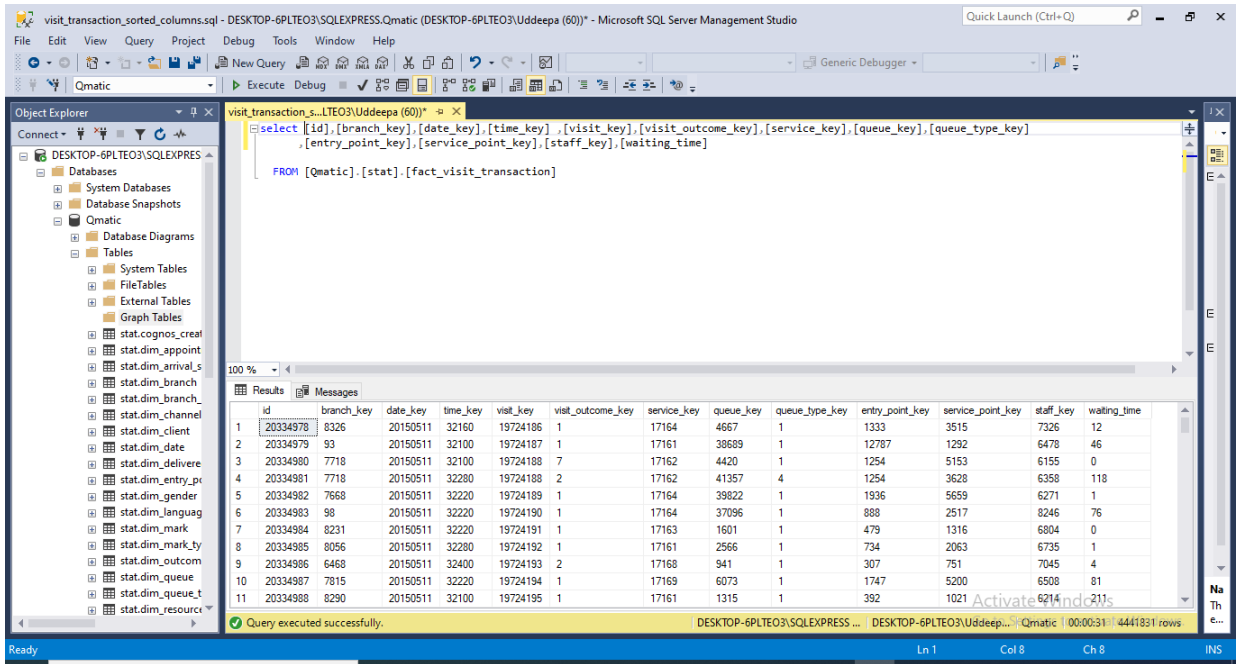 visit_transaction_sorted_columns.sql - DESKTOP-6PLTEO3\SQLEXPRESS.Qmatic (DESKTOP-6PLTEO3\Uddeepa (60))* - Microsoft SQL Server Management Studio
Quick Launch (Ctrl+Q)
File Edit View Query Project Debug Tools Window Help
New Query Generic Debugger
Qmatic Execute Debug
Object Explorer
visit_transaction_s...LTEO3\Uddeepa (60))*
Connect
DESKTOP-6PLTEO3\SQLEXPRES
Databases
System Databases
Database Snapshots
Qmatic
Database Diagrams
Tables
System Tables
FileTables
External Tables
Graph Tables
stat.cognos_creat
stat.dim_appoint
stat.dim_arrival_s
stat.dim_branch
stat.dim_branch_
stat.dim_channel
stat.dim_client
stat.dim_date
stat.dim_delivere
stat.dim_entry_po
stat.dim_gender
stat.dim_languag
stat.dim_mark
stat.dim_mark_ty
stat.dim_outcom
stat.dim_queue
stat.dim_queue_t
stat.dim_resource
select [id],[branch_key],[date_key],[time_key] ,[visit_key],[visit_outcome_key],[service_key],[queue_key],[queue_type_key]
,[entry_point_key],[service_point_key],[staff_key],[waiting_time]
FROM [Qmatic].[stat].[fact_visit_transaction]
100 %
Results Messages
id branch_key date_key time_key visit_key visit_outcome_key service_key queue_key queue_type_key entry_point_key service_point_key staff_key waiting_time
1 20334978 8326 20150511 32160 19724186 1 17164 4667 1 1333 3515 7326 12
2 20334979 93 20150511 32100 19724187 1 17161 38689 1 12787 1292 6478 46
3 20334980 7718 20150511 32100 19724188 7 17162 4420 1 1254 5153 6155 0
4 20334981 7718 20150511 32280 19724188 2 17162 41357 4 1254 3628 6358 118
5 20334982 7668 20150511 32220 19724189 1 17164 39822 1 1936 5659 6271 1
6 20334983 98 20150511 32220 19724190 1 17164 37096 1 888 2517 8246 76
7 20334984 8231 20150511 32220 19724191 1 17163 1601 1 479 1316 6804 0
8 20334985 8056 20150511 32280 19724192 1 17161 2566 1 734 2063 6735 1
9 20334986 6468 20150511 32400 19724193 2 17168 941 1 307 751 7045 4
10 20334987 7815 20150511 32220 19724194 1 17169 6073 1 1747 5200 6508 81
11 20334988 8290 20150511 32100 19724195 1 17161 1315 1 392 1021 6214 211
Activate Windows
Na
Th
e...
Query executed successfully. DESKTOP-6PLTEO3\SQLEXPRESS ... DESKTOP-6PLTEO3\Uddeep... Qmatic 00:00:31 4441831 rows
Ready Ln 1 Col 8 Ch 8 INS